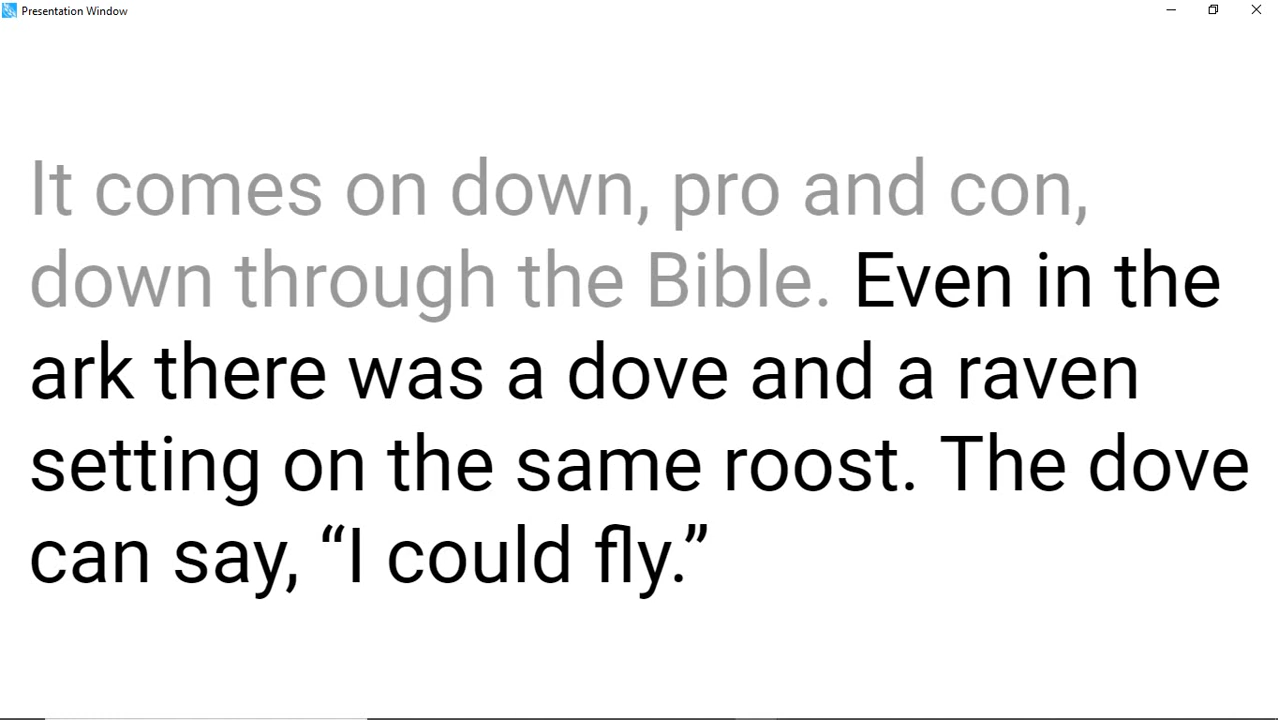 Presentation Window
It comes on down, pro and con,
down through the Bible. Even in the
ark there was a dove and a raven
setting on the same roost. The dove
can say, “I could fly.”